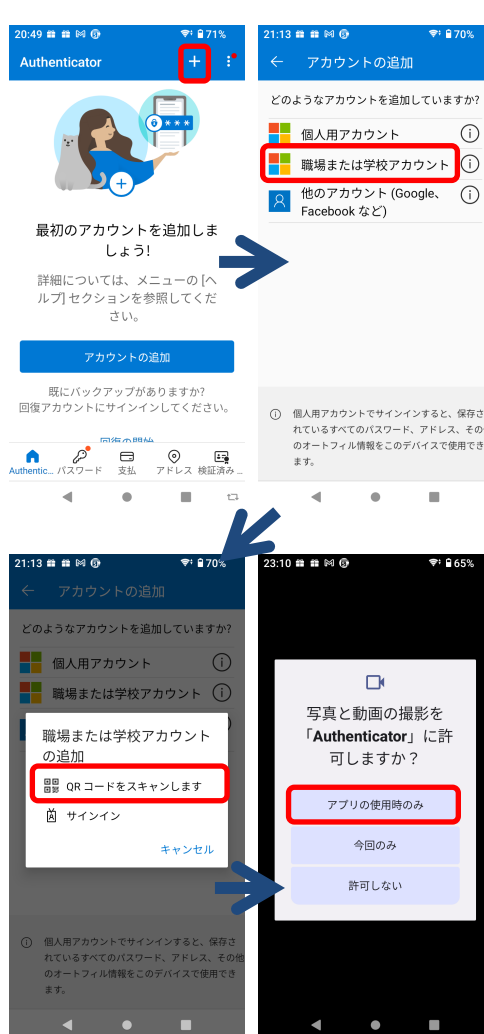 20:49
71%
Authenticator
最初のアカウントを追加しま
しょう!
詳細については、メニューの [ヘ
ルプ] セクションを参照してくだ
さい。
アカウントの追加
既にバックアップがありますか?
回復アカウントにサインインしてください。
回復の開始
Authentic...
パスワード
支払
アドレス
検証済み ...
21:13
70%
アカウントの追加
どのようなアカウントを追加していますか?
個人用アカウント
職場または学校アカウント
他のアカウント (Google、
Facebook など)
個人用アカウントでサインインすると、保存さ
れているすべてのパスワード、アドレス、その
のオートフィル情報をこのデバイスで使用でき
ます。
21:13
70%
アカウントの追加
どのようなアカウントを追加していますか?
個人用アカウント
職場または学校アカウント
職場または学校アカウント
の追加
QR コードをスキャンします
サインイン
キャンセル
個人用アカウントでサインインすると、保存さ
れているすべてのパスワード、アドレス、その他
のオートフィル情報をこのデバイスで使用でき
ます。
23:10
65%
写真と動画の撮影を
「Authenticator」に許
可しますか？
アプリの使用時のみ
今回のみ
許可しない